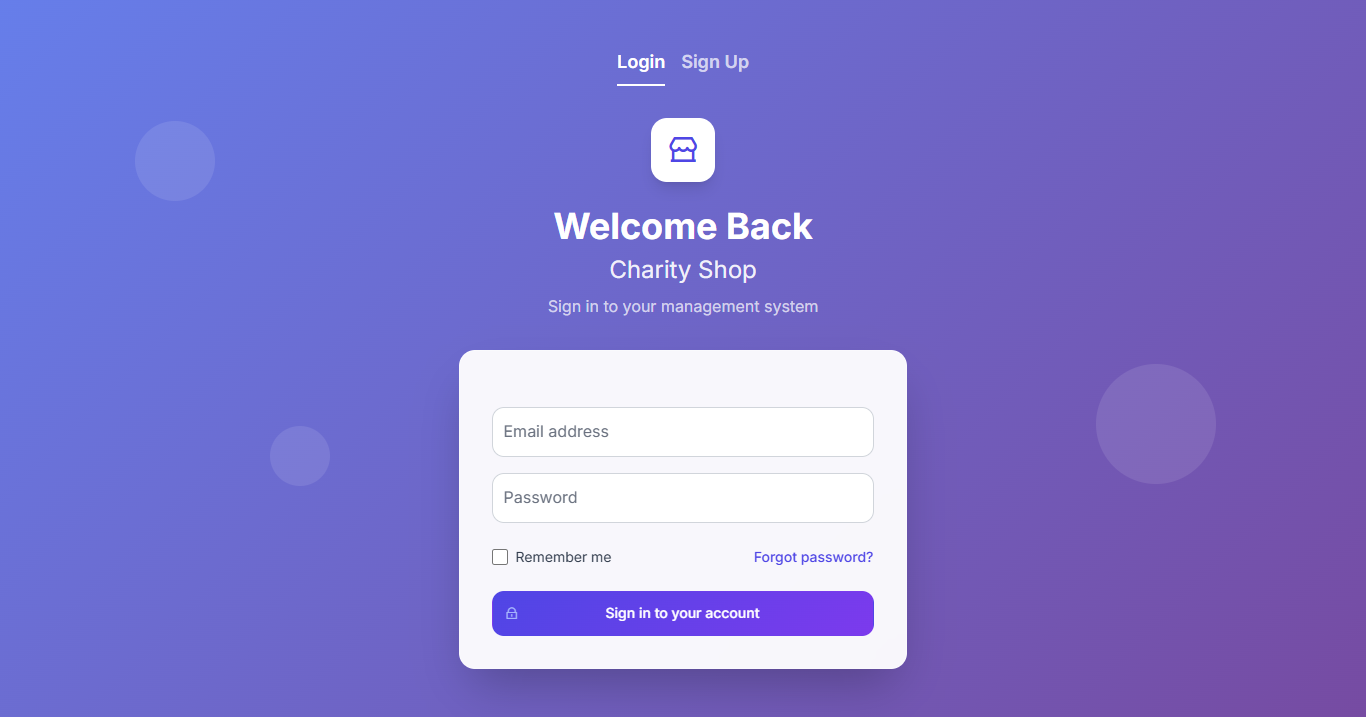 Login Sign Up
Welcome Back
Charity Shop
Sign in to your management system
Email address
Password
Remember me Forgot password?
Sign in to your account